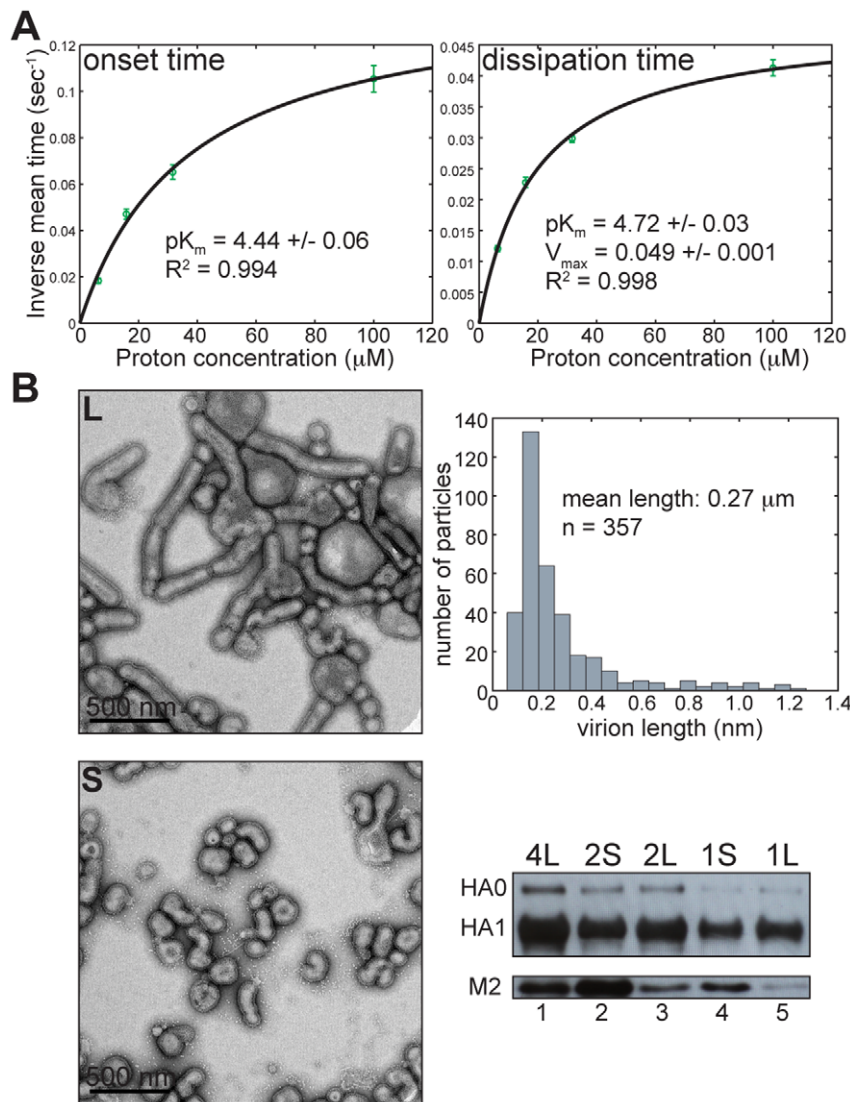 A
onset time
dissipation time
Inverse mean time (sec⁻¹)
0.12
0.1
0.08
0.06
0.04
0.02
0
pKₘ = 4.44 +/- 0.06
R² = 0.994
0 20 40 60 80 100 120
Proton concentration (μM)
0.045
0.04
0.035
0.03
0.025
0.02
0.015
0.01
0.005
0
pKₘ = 4.72 +/- 0.03
Vₘₐₓ = 0.049 +/- 0.001
R² = 0.998
0 20 40 60 80 100 120
Proton concentration (μM)
B
L
500 nm
number of particles
140
120
100
80
60
40
20
0
mean length: 0.27 μm
n = 357
0 0.2 0.4 0.6 0.8 1.0 1.2 1.4
virion length (nm)
S
500 nm
4L 2S 2L 1S 1L
HA0
HA1
M2
1 2 3 4 5